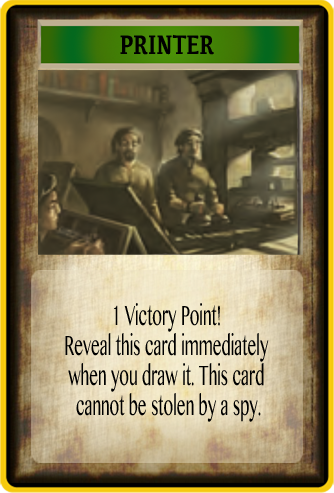 PRINTER
1 Victory Point!
Reveal this card immediately
when you draw it. This card
cannot be stolen by a spy.